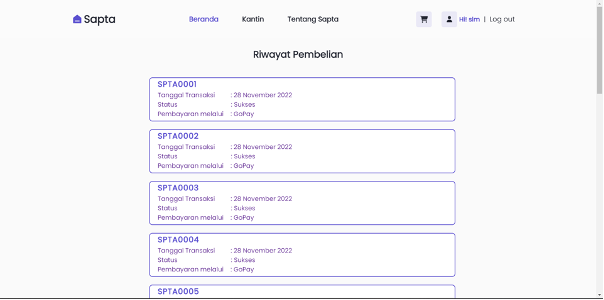 Sapta Beranda Kantin Tentang Sapta Hi! sim | Log out
Riwayat Pembelian
SPTA0001
Tanggal Transaksi : 28 November 2022
Status : Sukses
Pembayaran melalui : GoPay
SPTA0002
Tanggal Transaksi : 28 November 2022
Status : Sukses
Pembayaran melalui : GoPay
SPTA0003
Tanggal Transaksi : 28 November 2022
Status : Sukses
Pembayaran melalui : GoPay
SPTA0004
Tanggal Transaksi : 28 November 2022
Status : Sukses
Pembayaran melalui : GoPay
SPTA0005